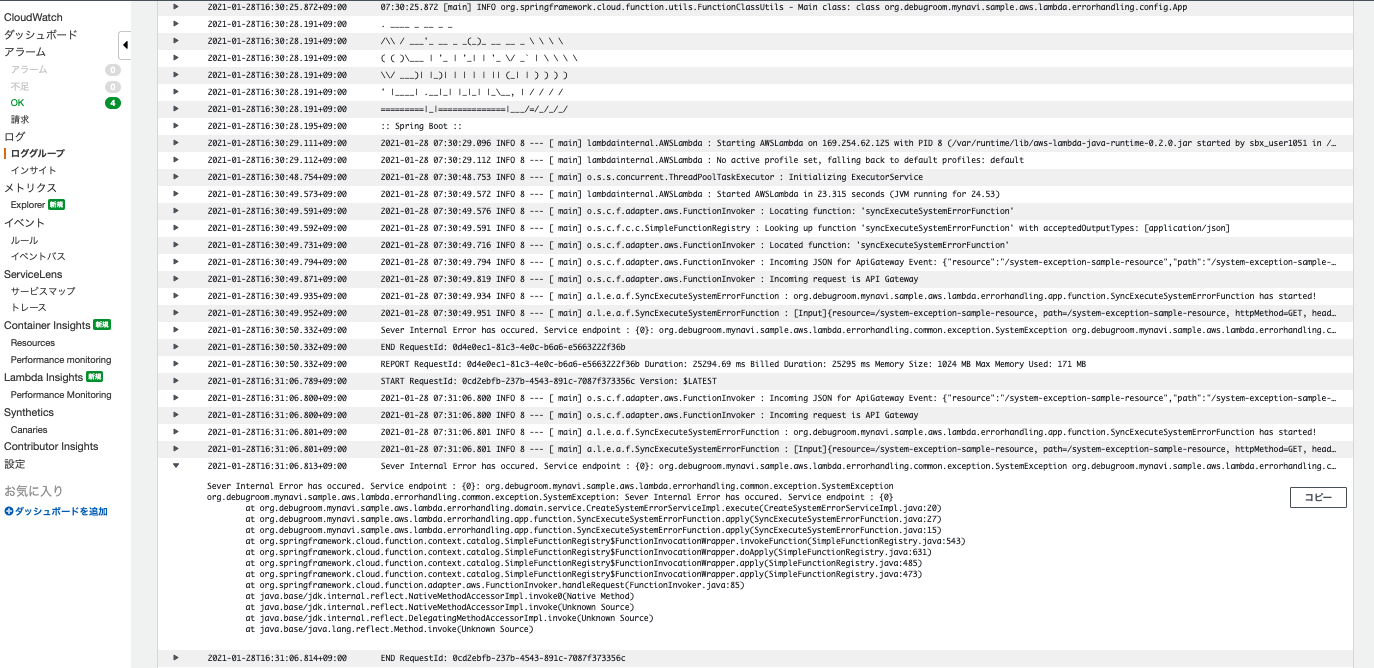 CloudWatch
ダッシュボード
アラーム
アラーム 0
不足 0
OK 4
請求
ログ
ロググループ
インサイト
メトリクス
Explorer 新規
イベント
ルール
イベントバス
ServiceLens
サービスマップ
トレース
Container Insights 新規
Resources
Performance monitoring
Lambda Insights 新規
Performance Monitoring
Synthetics
Canaries
Contributor Insights
設定
お気に入り
ダッシュボードを追加
2021-01-28T16:30:25.872+09:00 07:30:25.872 [main] INFO org.springframework.cloud.function.utils.FunctionClassUtils - Main class: class org.debugroom.mynavi.sample.aws.lambda.errorhandling.config.App
2021-01-28T16:30:28.191+09:00 . ____ _ __ _ _
2021-01-28T16:30:28.191+09:00 /\\ / ___'_ __ _ _(_)_ __ __ _ \ \ \ \
2021-01-28T16:30:28.191+09:00 ( ( )\___ | '_ | '_| | '_ \/ _` | \ \ \ \
2021-01-28T16:30:28.191+09:00 \\/ ___)| |_)| | | | | || (_| | ) ) ) )
2021-01-28T16:30:28.191+09:00 ' |____| .__|_| |_|_| |_\__, | / / / /
2021-01-28T16:30:28.191+09:00 =========|_|==============|___/=/_/_/_/
2021-01-28T16:30:28.195+09:00 :: Spring Boot ::
2021-01-28T16:30:29.111+09:00 2021-01-28 07:30:29.096 INFO 8 --- [ main] lambdainternal.AWSLambda : Starting AWSLambda on 169.254.62.125 with PID 8 (/var/runtime/lib/aws-lambda-java-runtime-0.2.0.jar started by sbx_user1051 in /...
2021-01-28T16:30:29.112+09:00 2021-01-28 07:30:29.112 INFO 8 --- [ main] lambdainternal.AWSLambda : No active profile set, falling back to default profiles: default
2021-01-28T16:30:48.754+09:00 2021-01-28 07:30:48.753 INFO 8 --- [ main] o.s.s.concurrent.ThreadPoolTaskExecutor : Initializing ExecutorService
2021-01-28T16:30:49.573+09:00 2021-01-28 07:30:49.572 INFO 8 --- [ main] lambdainternal.AWSLambda : Started AWSLambda in 23.315 seconds (JVM running for 24.53)
2021-01-28T16:30:49.591+09:00 2021-01-28 07:30:49.576 INFO 8 --- [ main] o.s.c.f.adapter.aws.FunctionInvoker : Locating function: 'syncExecuteSystemErrorFunction'
2021-01-28T16:30:49.592+09:00 2021-01-28 07:30:49.591 INFO 8 --- [ main] o.s.c.f.c.c.SimpleFunctionRegistry : Looking up function 'syncExecuteSystemErrorFunction' with acceptedOutputTypes: [application/json]
2021-01-28T16:30:49.731+09:00 2021-01-28 07:30:49.716 INFO 8 --- [ main] o.s.c.f.adapter.aws.FunctionInvoker : Located function: 'syncExecuteSystemErrorFunction'
2021-01-28T16:30:49.794+09:00 2021-01-28 07:30:49.794 INFO 8 --- [ main] o.s.c.f.adapter.aws.FunctionInvoker : Incoming JSON for ApiGateway Event: {"resource":"/system-exception-sample-resource","path":"/system-exception-sample-...
2021-01-28T16:30:49.871+09:00 2021-01-28 07:30:49.819 INFO 8 --- [ main] o.s.c.f.adapter.aws.FunctionInvoker : Incoming request is API Gateway
2021-01-28T16:30:49.935+09:00 2021-01-28 07:30:49.934 INFO 8 --- [ main] a.l.e.a.f.SyncExecuteSystemErrorFunction : org.debugroom.mynavi.sample.aws.lambda.errorhandling.app.function.SyncExecuteSystemErrorFunction has started!
2021-01-28T16:30:49.952+09:00 2021-01-28 07:30:49.951 INFO 8 --- [ main] a.l.e.a.f.SyncExecuteSystemErrorFunction : [Input]{resource=/system-exception-sample-resource, path=/system-exception-sample-resource, httpMethod=GET, head...
2021-01-28T16:30:50.332+09:00 Sever Internal Error has occured. Service endpoint : {0}: org.debugroom.mynavi.sample.aws.lambda.errorhandling.common.exception.SystemException org.debugroom.mynavi.sample.aws.lambda.errorhandling.c...
2021-01-28T16:30:50.332+09:00 END RequestId: 0d4e0ec1-81c3-4e0c-b6a6-e5663222f36b
2021-01-28T16:30:50.332+09:00 REPORT RequestId: 0d4e0ec1-81c3-4e0c-b6a6-e5663222f36b Duration: 25294.69 ms Billed Duration: 25295 ms Memory Size: 1024 MB Max Memory Used: 171 MB
2021-01-28T16:31:06.789+09:00 START RequestId: 0cd2ebfb-237b-4543-891c-7087f373356c Version: $LATEST
2021-01-28T16:31:06.800+09:00 2021-01-28 07:31:06.800 INFO 8 --- [ main] o.s.c.f.adapter.aws.FunctionInvoker : Incoming JSON for ApiGateway Event: {"resource":"/system-exception-sample-resource","path":"/system-exception-sample-...
2021-01-28T16:31:06.800+09:00 2021-01-28 07:31:06.800 INFO 8 --- [ main] o.s.c.f.adapter.aws.FunctionInvoker : Incoming request is API Gateway
2021-01-28T16:31:06.801+09:00 2021-01-28 07:31:06.801 INFO 8 --- [ main] a.l.e.a.f.SyncExecuteSystemErrorFunction : org.debugroom.mynavi.sample.aws.lambda.errorhandling.app.function.SyncExecuteSystemErrorFunction has started!
2021-01-28T16:31:06.801+09:00 2021-01-28 07:31:06.801 INFO 8 --- [ main] a.l.e.a.f.SyncExecuteSystemErrorFunction : [Input]{resource=/system-exception-sample-resource, path=/system-exception-sample-resource, httpMethod=GET, head...
2021-01-28T16:31:06.813+09:00 Sever Internal Error has occured. Service endpoint : {0}: org.debugroom.mynavi.sample.aws.lambda.errorhandling.common.exception.SystemException org.debugroom.mynavi.sample.aws.lambda.errorhandling.c...
Sever Internal Error has occured. Service endpoint : {0}: org.debugroom.mynavi.sample.aws.lambda.errorhandling.common.exception.SystemException
org.debugroom.mynavi.sample.aws.lambda.errorhandling.common.exception.SystemException: Sever Internal Error has occured. Service endpoint : {0}
コピー
at org.debugroom.mynavi.sample.aws.lambda.errorhandling.domain.service.CreateSystemErrorServiceImpl.execute(CreateSystemErrorServiceImpl.java:20)
at org.debugroom.mynavi.sample.aws.lambda.errorhandling.app.function.SyncExecuteSystemErrorFunction.apply(SyncExecuteSystemErrorFunction.java:27)
at org.debugroom.mynavi.sample.aws.lambda.errorhandling.app.function.SyncExecuteSystemErrorFunction.apply(SyncExecuteSystemErrorFunction.java:15)
at org.springframework.cloud.function.context.catalog.SimpleFunctionRegistry$FunctionInvocationWrapper.invokeFunction(SimpleFunctionRegistry.java:543)
at org.springframework.cloud.function.context.catalog.SimpleFunctionRegistry$FunctionInvocationWrapper.doApply(SimpleFunctionRegistry.java:631)
at org.springframework.cloud.function.context.catalog.SimpleFunctionRegistry$FunctionInvocationWrapper.apply(SimpleFunctionRegistry.java:485)
at org.springframework.cloud.function.context.catalog.SimpleFunctionRegistry$FunctionInvocationWrapper.apply(SimpleFunctionRegistry.java:473)
at org.springframework.cloud.function.adapter.aws.FunctionInvoker.handleRequest(FunctionInvoker.java:85)
at java.base/jdk.internal.reflect.NativeMethodAccessorImpl.invoke0(Native Method)
at java.base/jdk.internal.reflect.NativeMethodAccessorImpl.invoke(Unknown Source)
at java.base/jdk.internal.reflect.DelegatingMethodAccessorImpl.invoke(Unknown Source)
at java.base/java.lang.reflect.Method.invoke(Unknown Source)
2021-01-28T16:31:06.814+09:00 END RequestId: 0cd2ebfb-237b-4543-891c-7087f373356c